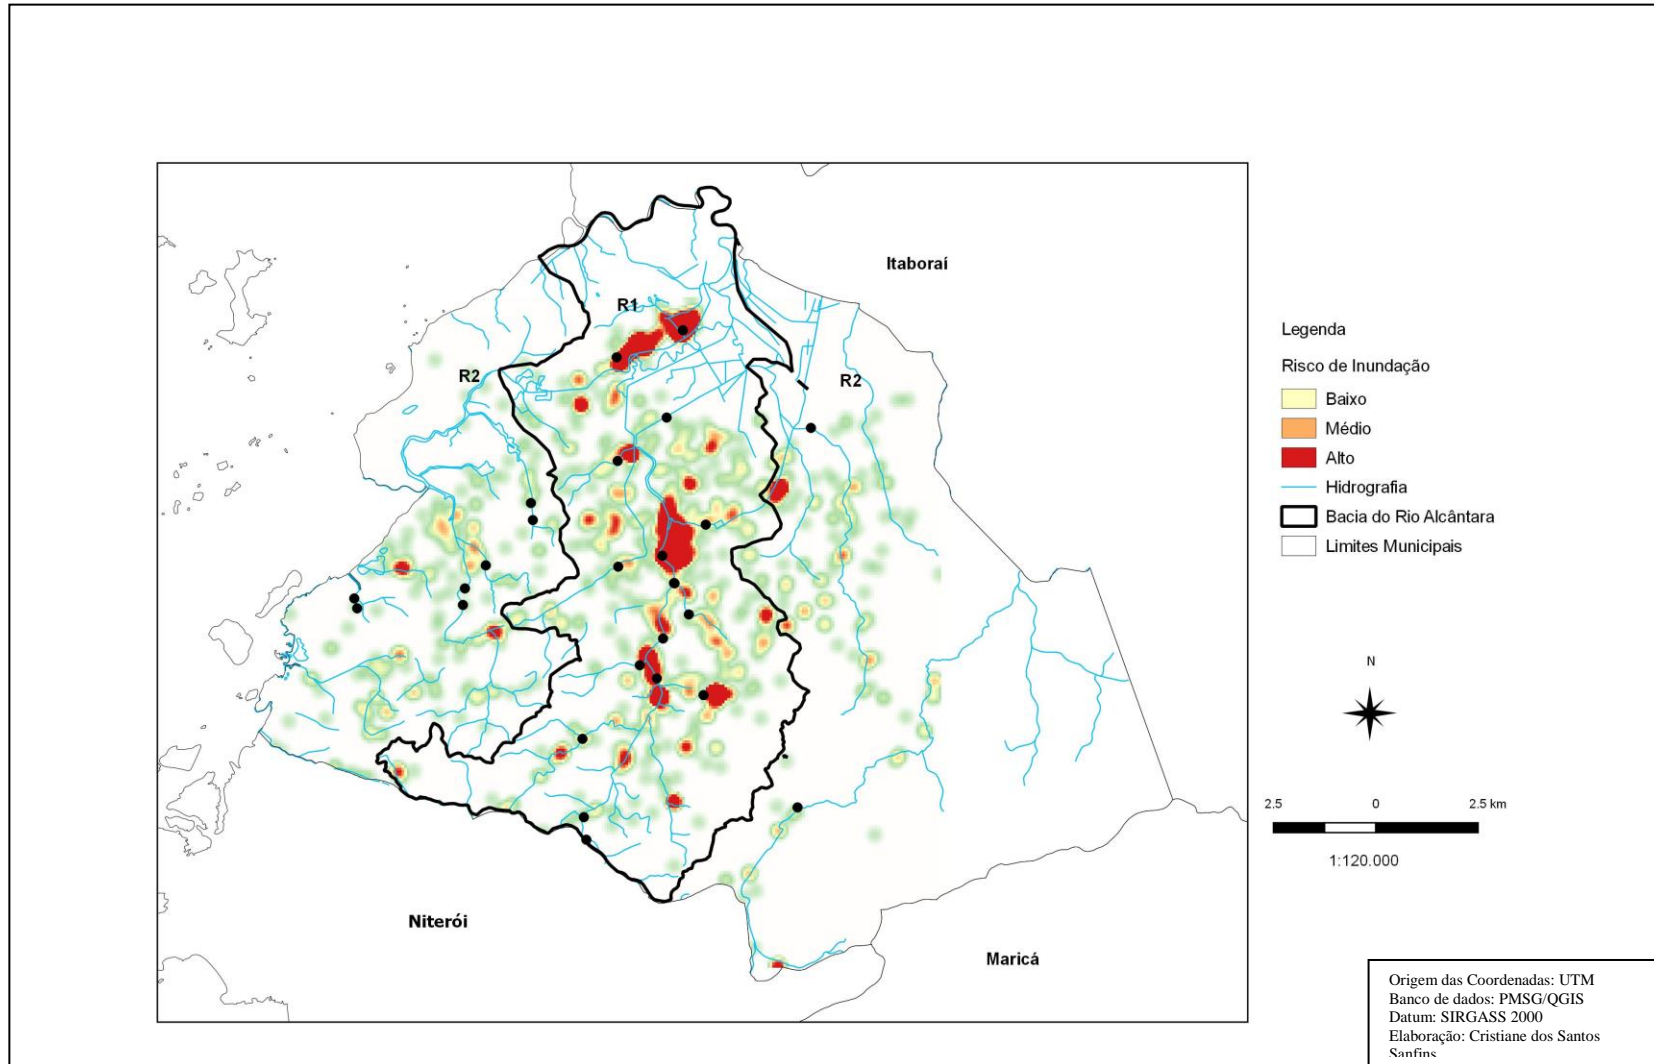 Itaboraí
R1
R2
R2
Niterói
Maricá
Legenda
Risco de Inundação
Baixo
Médio
Alto
Hidrografia
Bacia do Rio Alcântara
Limites Municipais
N
2.5 0 2.5 km
1:120.000
Origem das Coordenadas: UTM
Banco de dados: PMSG/QGIS
Datum: SIRGASS 2000
Elaboração: Cristiane dos Santos
Sanfins